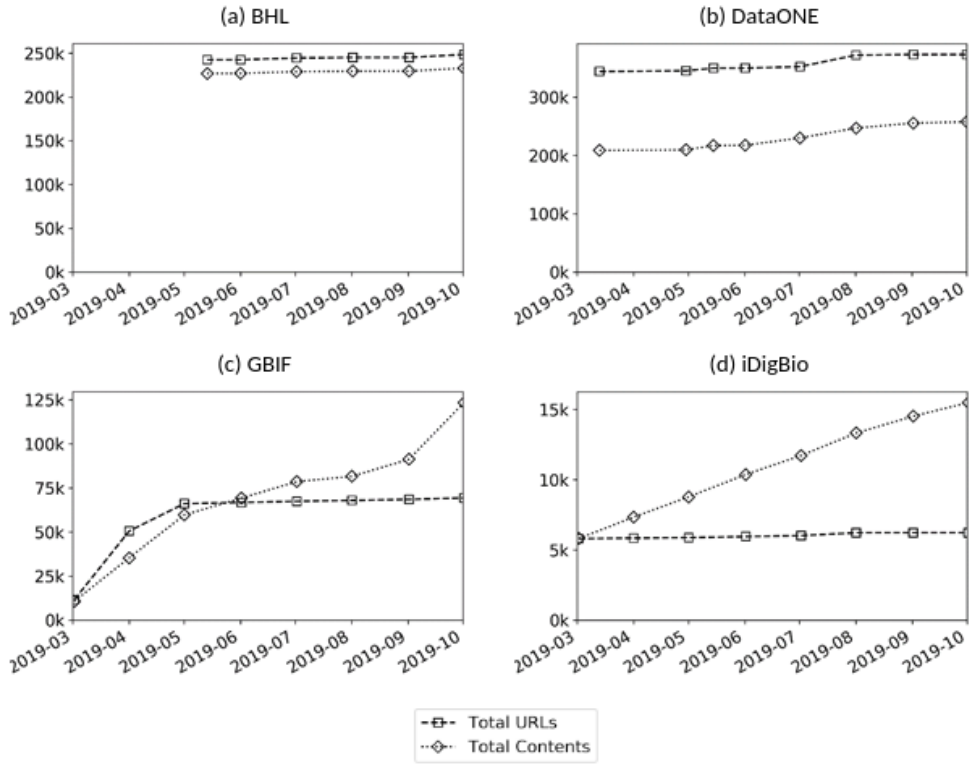 (a) BHL
250k
200k
150k
100k
50k
0k
2019-03 2019-04 2019-05 2019-06 2019-07 2019-08 2019-09 2019-10
(b) DataONE
300k
200k
100k
0k
2019-03 2019-04 2019-05 2019-06 2019-07 2019-08 2019-09 2019-10
(c) GBIF
125k
100k
75k
50k
25k
0k
2019-03 2019-04 2019-05 2019-06 2019-07 2019-08 2019-09 2019-10
(d) iDigBio
15k
10k
5k
0k
2019-03 2019-04 2019-05 2019-06 2019-07 2019-08 2019-09 2019-10
Total URLs
Total Contents